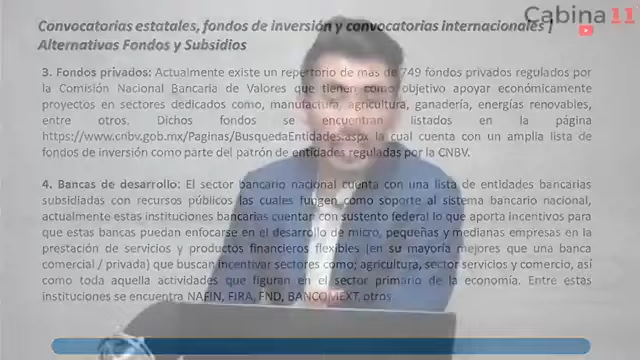 Cabina 11
Convocatorias estatales, fondos de inversión y convocatorias internacionales |
Alternativas Fondos y Subsidios
3. Fondos privados: Actualmente existe un repertorio de más de 749 fondos privados regulados por
la Comisión Nacional Bancaria de Valores que tienen como objetivo apoyar económicamente
proyectos en sectores dedicados como, manufactura, agricultura, ganadería, energías renovables,
entre otros. Dichos fondos se encuentran listados en la página
https://www.cnbv.gob.mx/Paginas/BusquedaEntidades.aspx la cual cuenta con un amplia lista de
fondos de inversión como parte del patrón de entidades reguladas por la CNBV.
4. Bancas de desarrollo: El sector bancario nacional cuenta con una lista de entidades bancarias
subsidiadas con recursos públicos las cuales fungen como soporte al sistema bancario nacional,
actualmente estas instituciones bancarias cuentan con sustento federal lo que aporta incentivos para
que estas bancas puedan enfocarse en el desarrollo de micro, pequeñas y medianas empresas en la
prestación de servicios y productos financieros flexibles (en su mayoría mejores que una banca
comercial / privada) que buscan incentivar sectores como; agricultura, sector servicios y comercio, así
como toda aquella actividades que figuran en el sector primario de la economía. Entre estas
instituciones se encuentra NAFIN, FIRA, FND, BANCOMEXT, otros